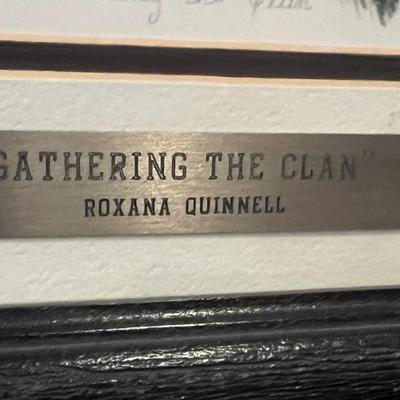 GATHERING THE CLAN"
ROXANA QUINNELL